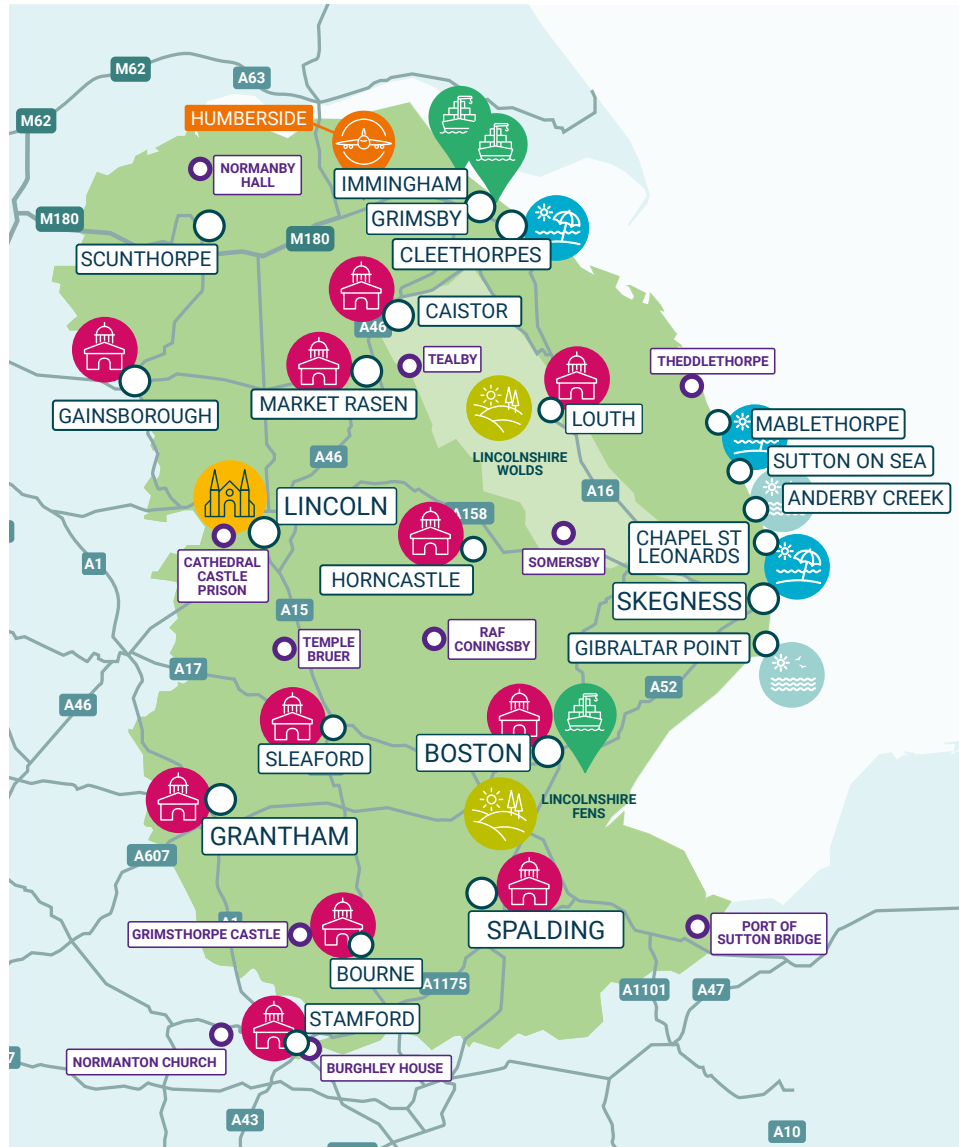 M62
A63
M62
HUMBERSIDE
NORMANBY
HALL
IMMINGHAM
GRIMSBY
M180
M180
CLEETHORPES
SCUNTHORPE
CAISTOR
A46
TEALBY
THEDDLETHORPE
MARKET RASEN
GAINSBOROUGH
LOUTH
MABLETHORPE
LINCOLNSHIRE
WOLDS
A46
SUTTON ON SEA
A16
ANDERBY CREEK
LINCOLN
A158
CHAPEL ST
LEONARDS
A1
CATHEDRAL
CASTLE
PRISON
HORNCASTLE
SOMERSBY
SKEGNESS
A15
TEMPLE
BRUER
RAF
CONINGSBY
GIBRALTAR POINT
A17
A52
A46
SLEAFORD
BOSTON
LINCOLNSHIRE
FENS
GRANTHAM
A607
A1
GRIMSTHORPE CASTLE
SPALDING
PORT OF
SUTTON BRIDGE
BOURNE
A1175
A1101
A47
STAMFORD
NORMANTON CHURCH
BURGHLEY HOUSE
7
A43
A10